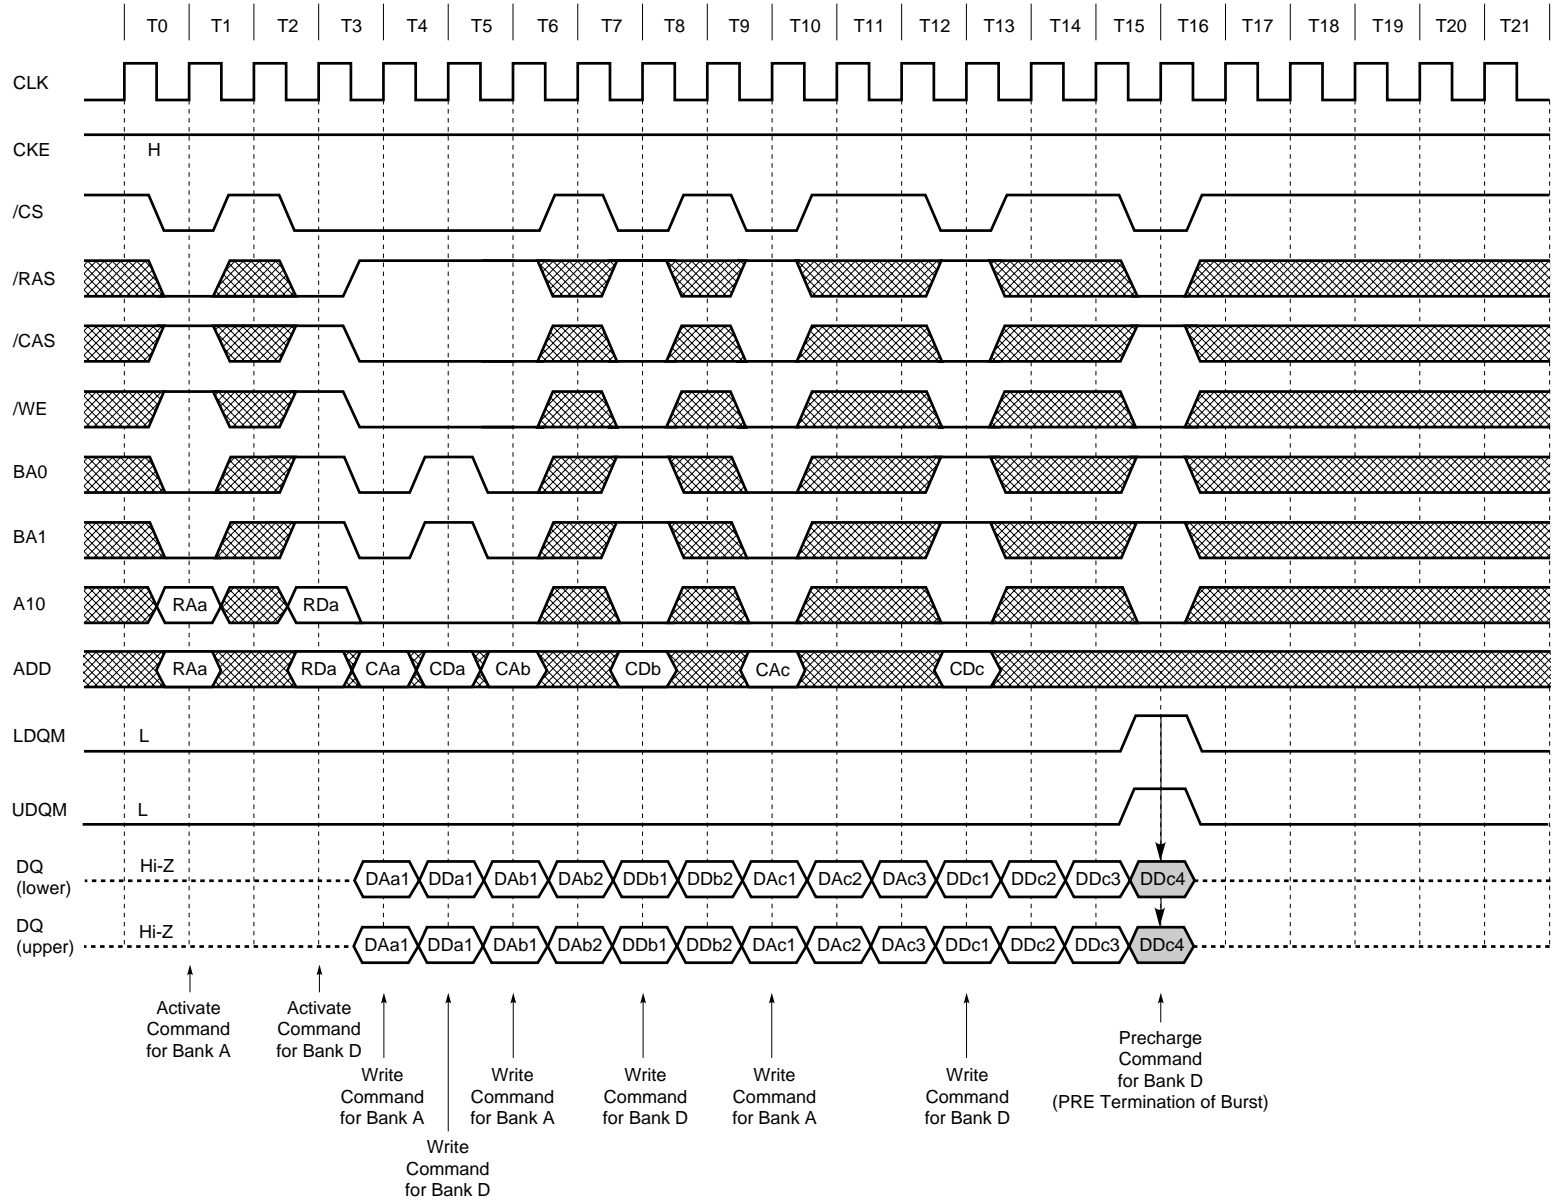 T0 T1 T2 T3 T4 T5 T6 T7 T8 T9 T10 T11 T12 T13 T14 T15 T16 T17 T18 T19 T20 T21
CLK
CKE H
/CS
/RAS
/CAS
/WE
BA0
BA1
A10 RAa RDa
ADD RAa RDa CAa CDa CAb CDb CAc CDc
LDQM L
UDQM L
DQ
(lower)
Hi-Z DAa1 DDa1 DAb1 DAb2 DDb1 DDb2 DAc1 DAc2 DAc3 DDc1 DDc2 DDc3 DDc4
DQ
(upper)
Hi-Z DAa1 DDa1 DAb1 DAb2 DDb1 DDb2 DAc1 DAc2 DAc3 DDc1 DDc2 DDc3 DDc4
Activate
Command
for Bank A
Activate
Command
for Bank D
Write
Command
for Bank A
Write
Command
for Bank D
Write
Command
for Bank A
Write
Command
for Bank D
Write
Command
for Bank A
Write
Command
for Bank D
Precharge
Command
for Bank D
(PRE Termination of Burst)